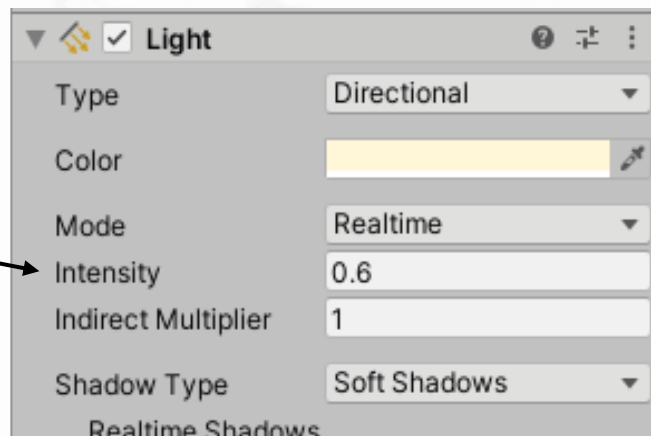 Light
Type Directional
Color
Mode Realtime
Intensity 0.6
Indirect Multiplier 1
Shadow Type Soft Shadows
Realtime Shadows